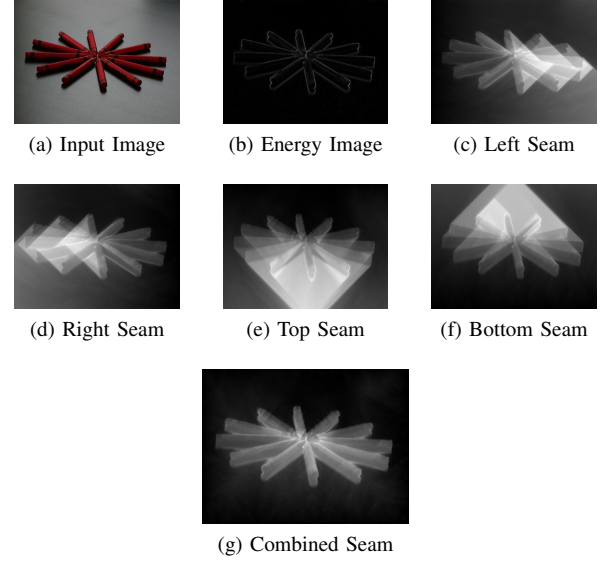 (a) Input Image
(b) Energy Image
(c) Left Seam
(d) Right Seam
(e) Top Seam
(f) Bottom Seam
(g) Combined Seam